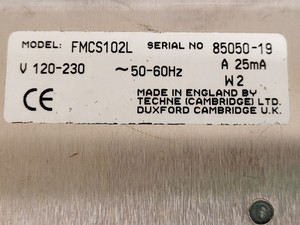 MODEL: FMCS102L SERIAL NO 85050-19
V 120-230 ~50-60Hz A 25mA
W 2
CE
MADE IN ENGLAND BY
TECHNE (CAMBRIDGE) LTD.
DUXFORD CAMBRIDGE U.K.